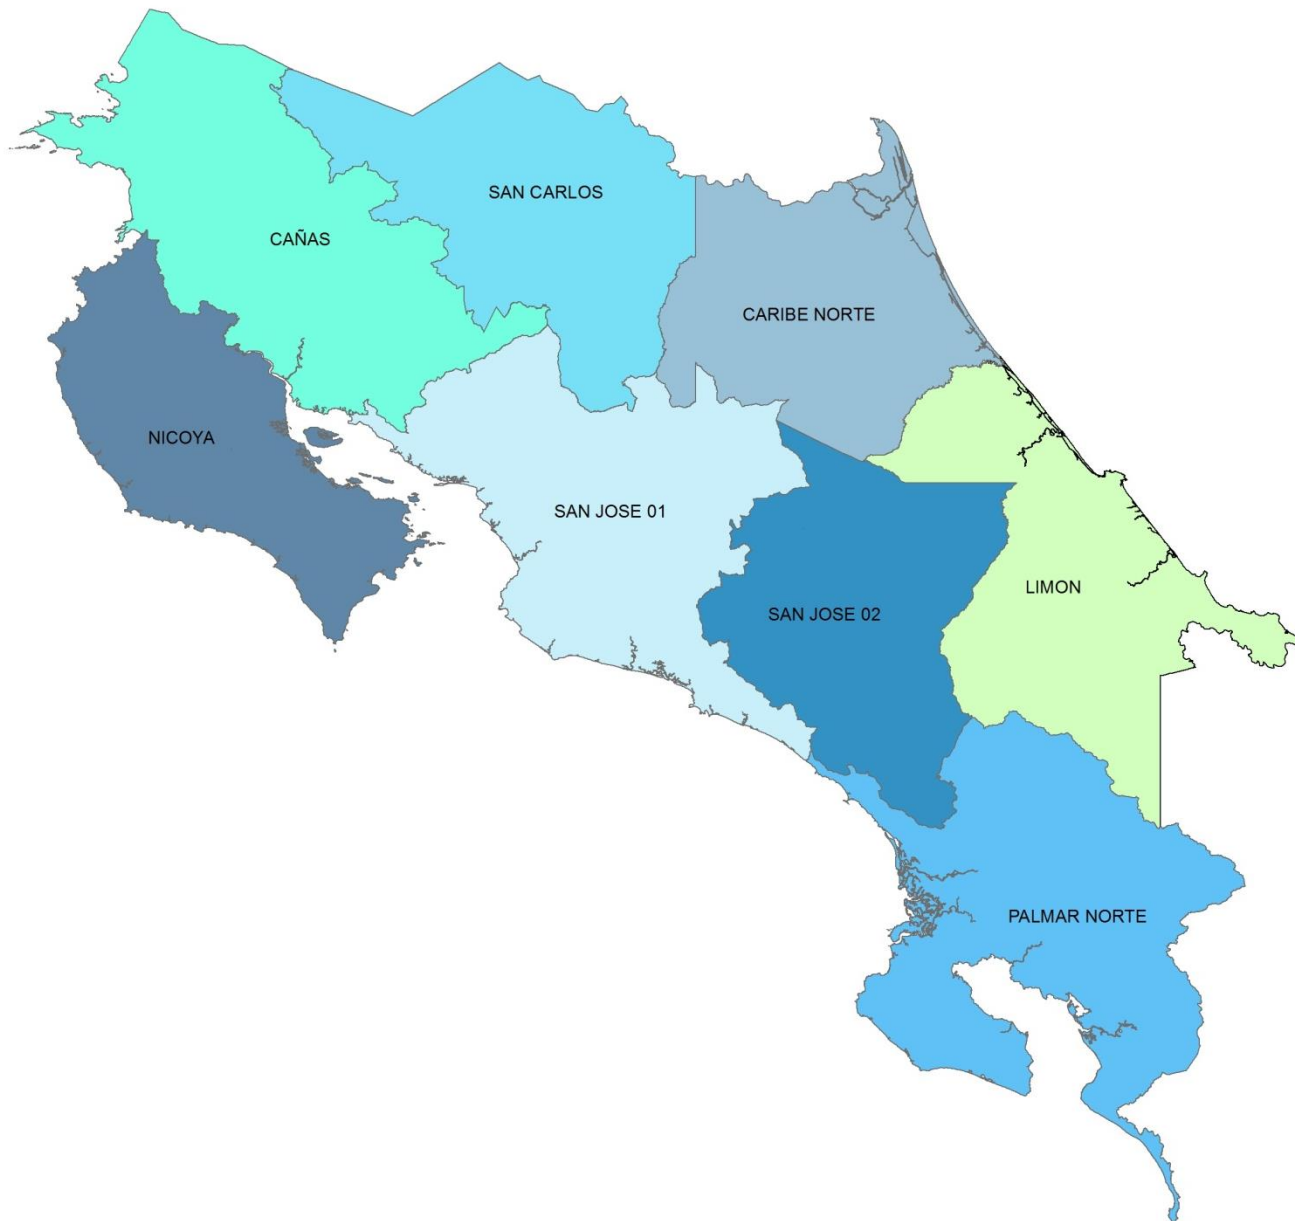 SAN CARLOS
CAÑAS
CARIBE NORTE
NICOYA
SAN JOSE 01
LIMON
SAN JOSE 02
PALMAR NORTE